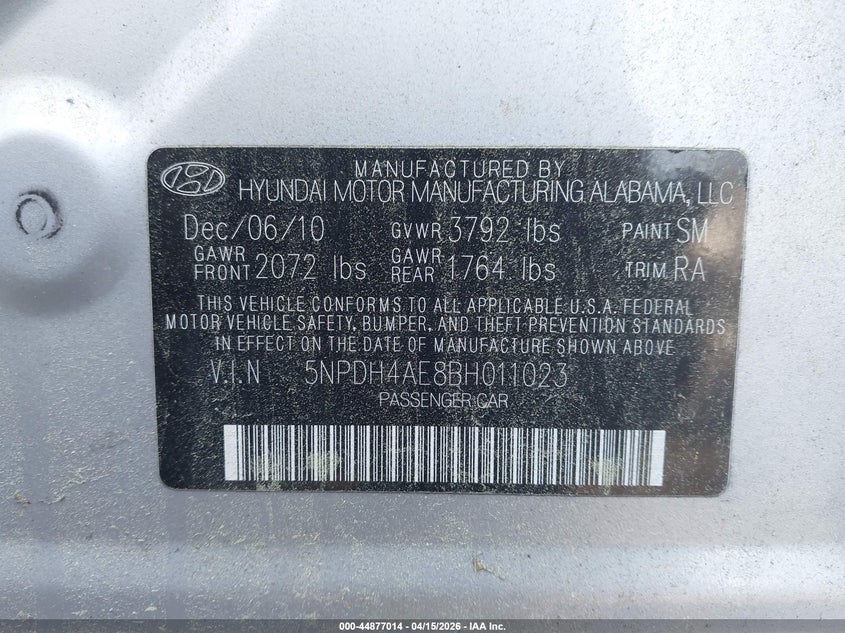 MANUFACTURED BY
HYUNDAI MOTOR MANUFACTURING ALABAMA, LLC
Dec/06/10 GVWR 3792 lbs PAINT SM
GAWR FRONT 2072 lbs GAWR REAR 1764 lbs TRIM RA
THIS VEHICLE CONFORMS TO ALL APPLICABLE U.S.A. FEDERAL
MOTOR VEHICLE SAFETY, BUMPER, AND THEFT PREVENTION STANDARDS
IN EFFECT ON THE DATE OF MANUFACTURE SHOWN ABOVE.
V.I.N 5NPDH4AE8BH011023
PASSENGER CAR
000-44877014 - 04/15/2026 - IAA Inc.